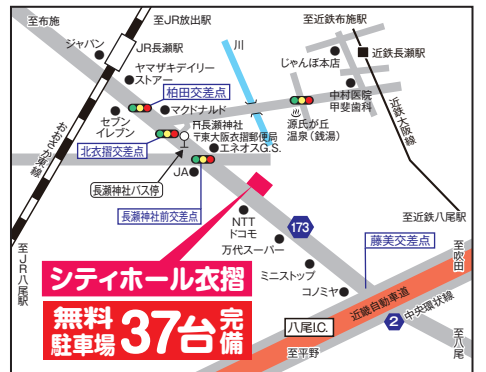 至布施
至JR放出駅
至近鉄布施駅
ジャパン
JR長瀬駅
川
じゃんぼ本店
近鉄長瀬駅
ヤマザキデイリー
ストアー
柏田交差点
中村医院
甲斐歯科
近鉄大阪線
セブン
イレブン
マクドナルド
源氏が丘
温泉(銭湯)
おおさか東線
長瀬神社
〒東大阪衣摺郵便局
北衣摺交差点
エネオスG.S.
JA
長瀬神社バス停
長瀬神社前交差点
NTT
ドコモ
173
至近鉄八尾駅
万代スーパー
藤美交差点
至吹田
至JR八尾駅
シティホール衣摺
ミニストップ
コノミヤ
近畿自動車道
中央環状線
2
無料
駐車場
37台
完備
八尾I.C.
至平野
至八尾